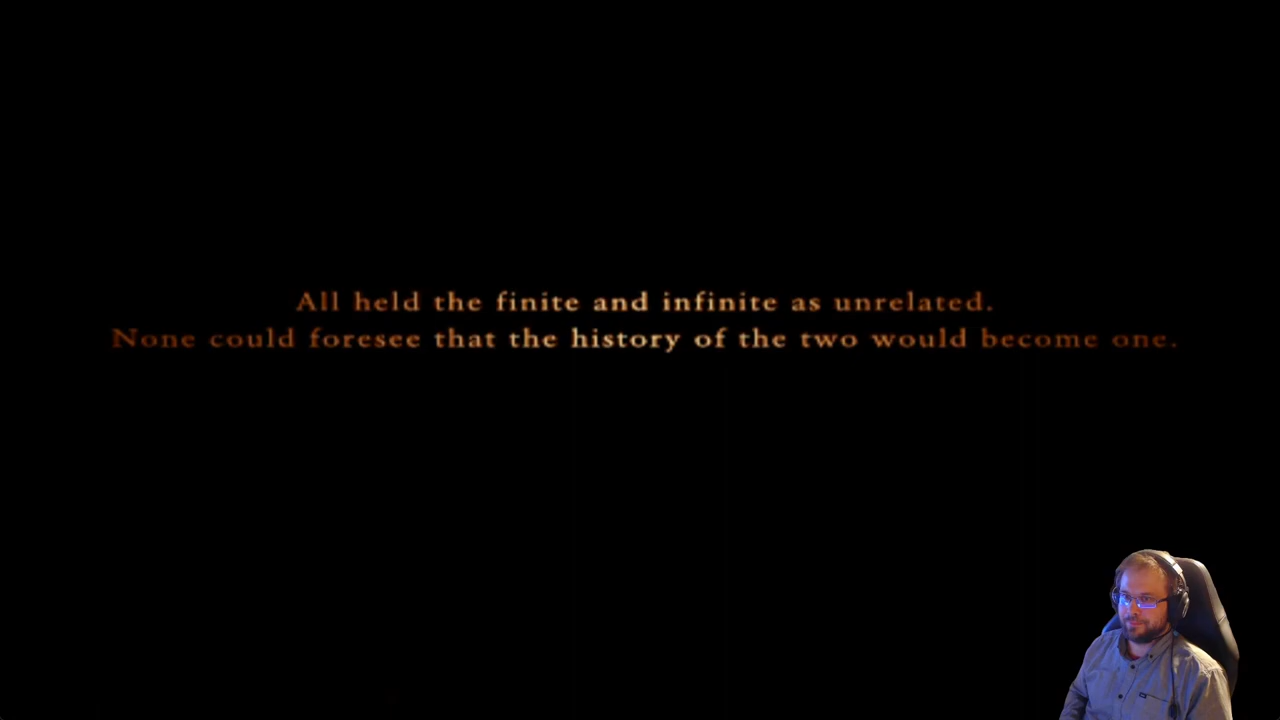 All held the finite and infinite as unrelated.
None could foresee that the history of the two would become one.